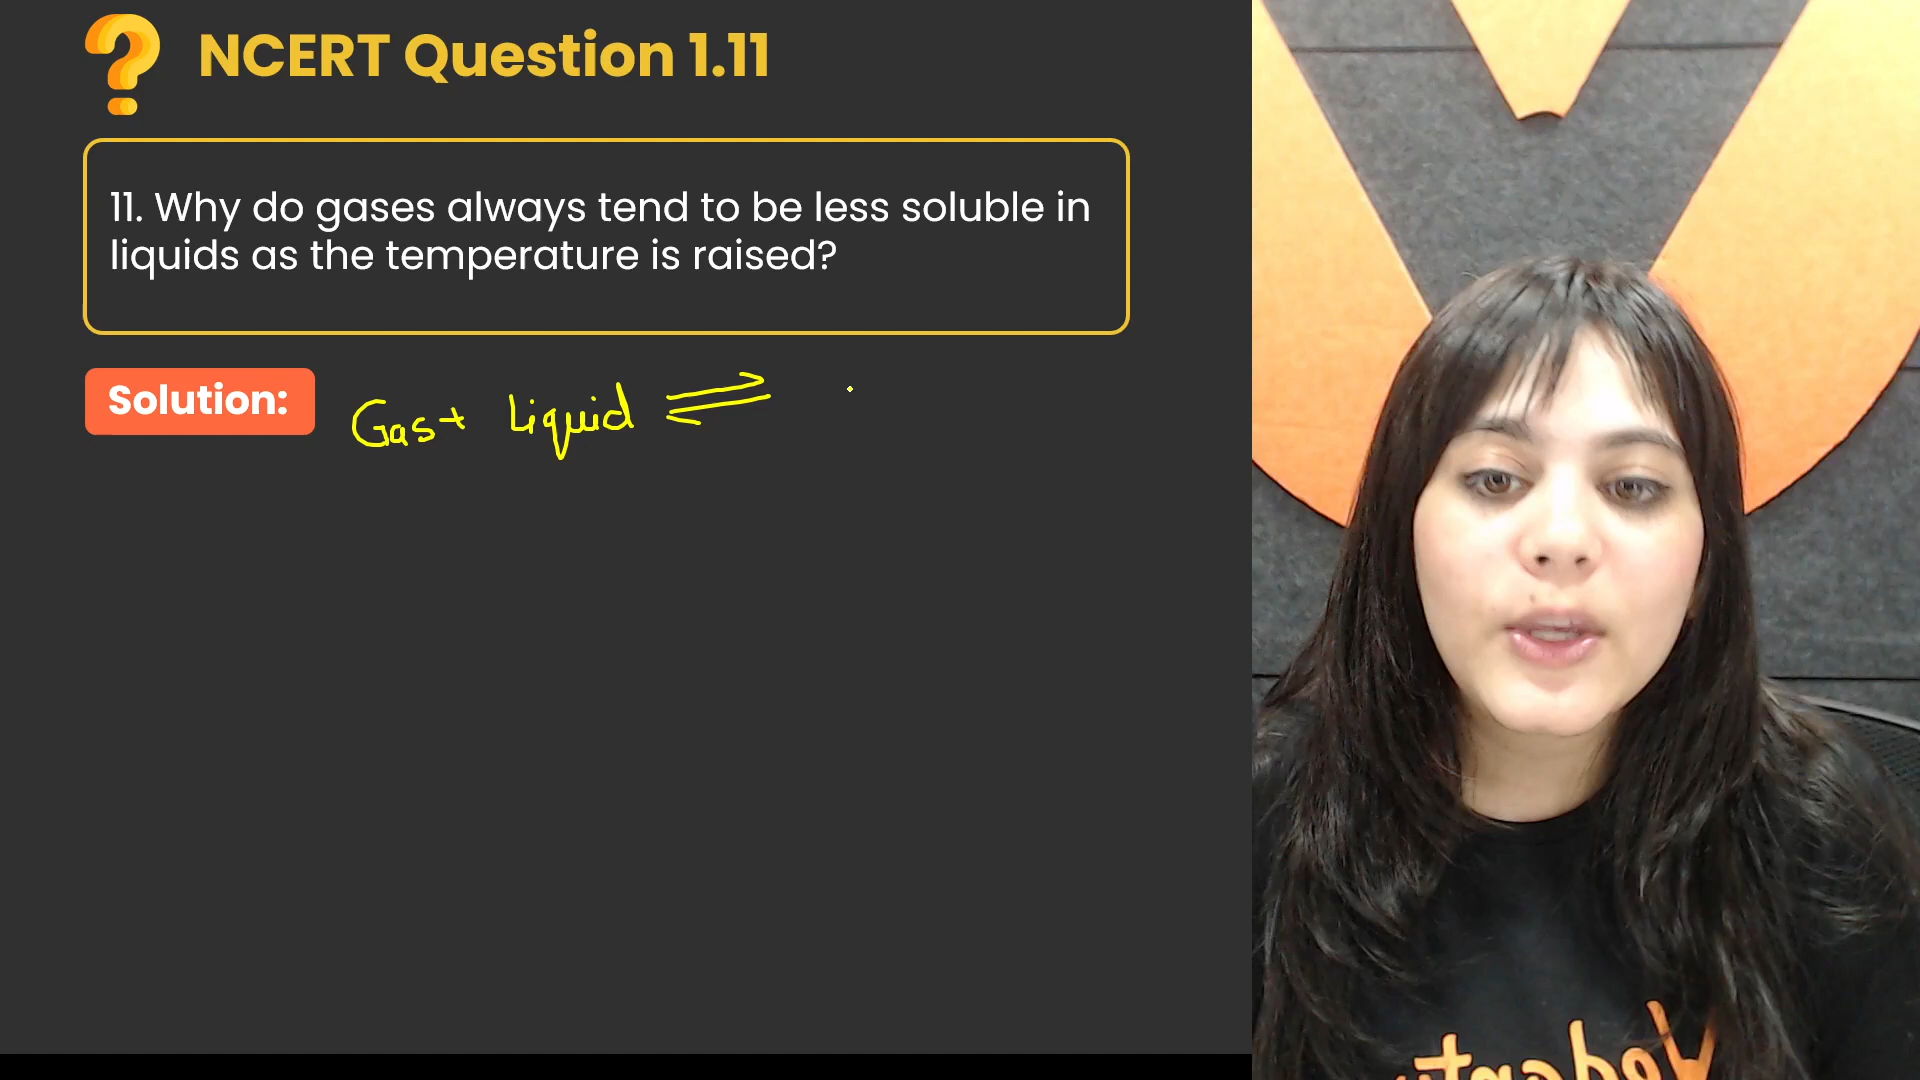 NCERT Question 1.11
11. Why do gases always tend to be less soluble in
liquids as the temperature is raised?
Solution:
Gas + Liquid ⇌